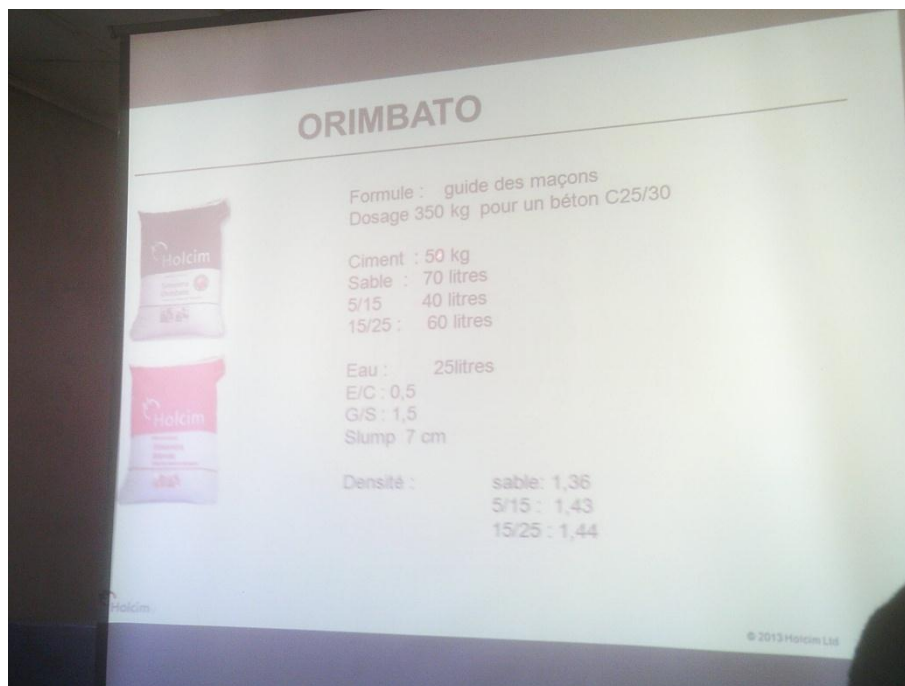 ORIMBATO
Formule : guide des maçons
Dosage 350 kg pour un béton C25/30
Holcim
Ciment : 50 kg
Sable : 70 litres
5/15 40 litres
15/25 : 60 litres
Eau : 25litres
E/C : 0,5
G/S : 1,5
Slump 7 cm
Holcim
Densité : sable: 1,36
5/15 : 1,43
15/25 : 1,44
Holcim
© 2013 Holcim Ltd